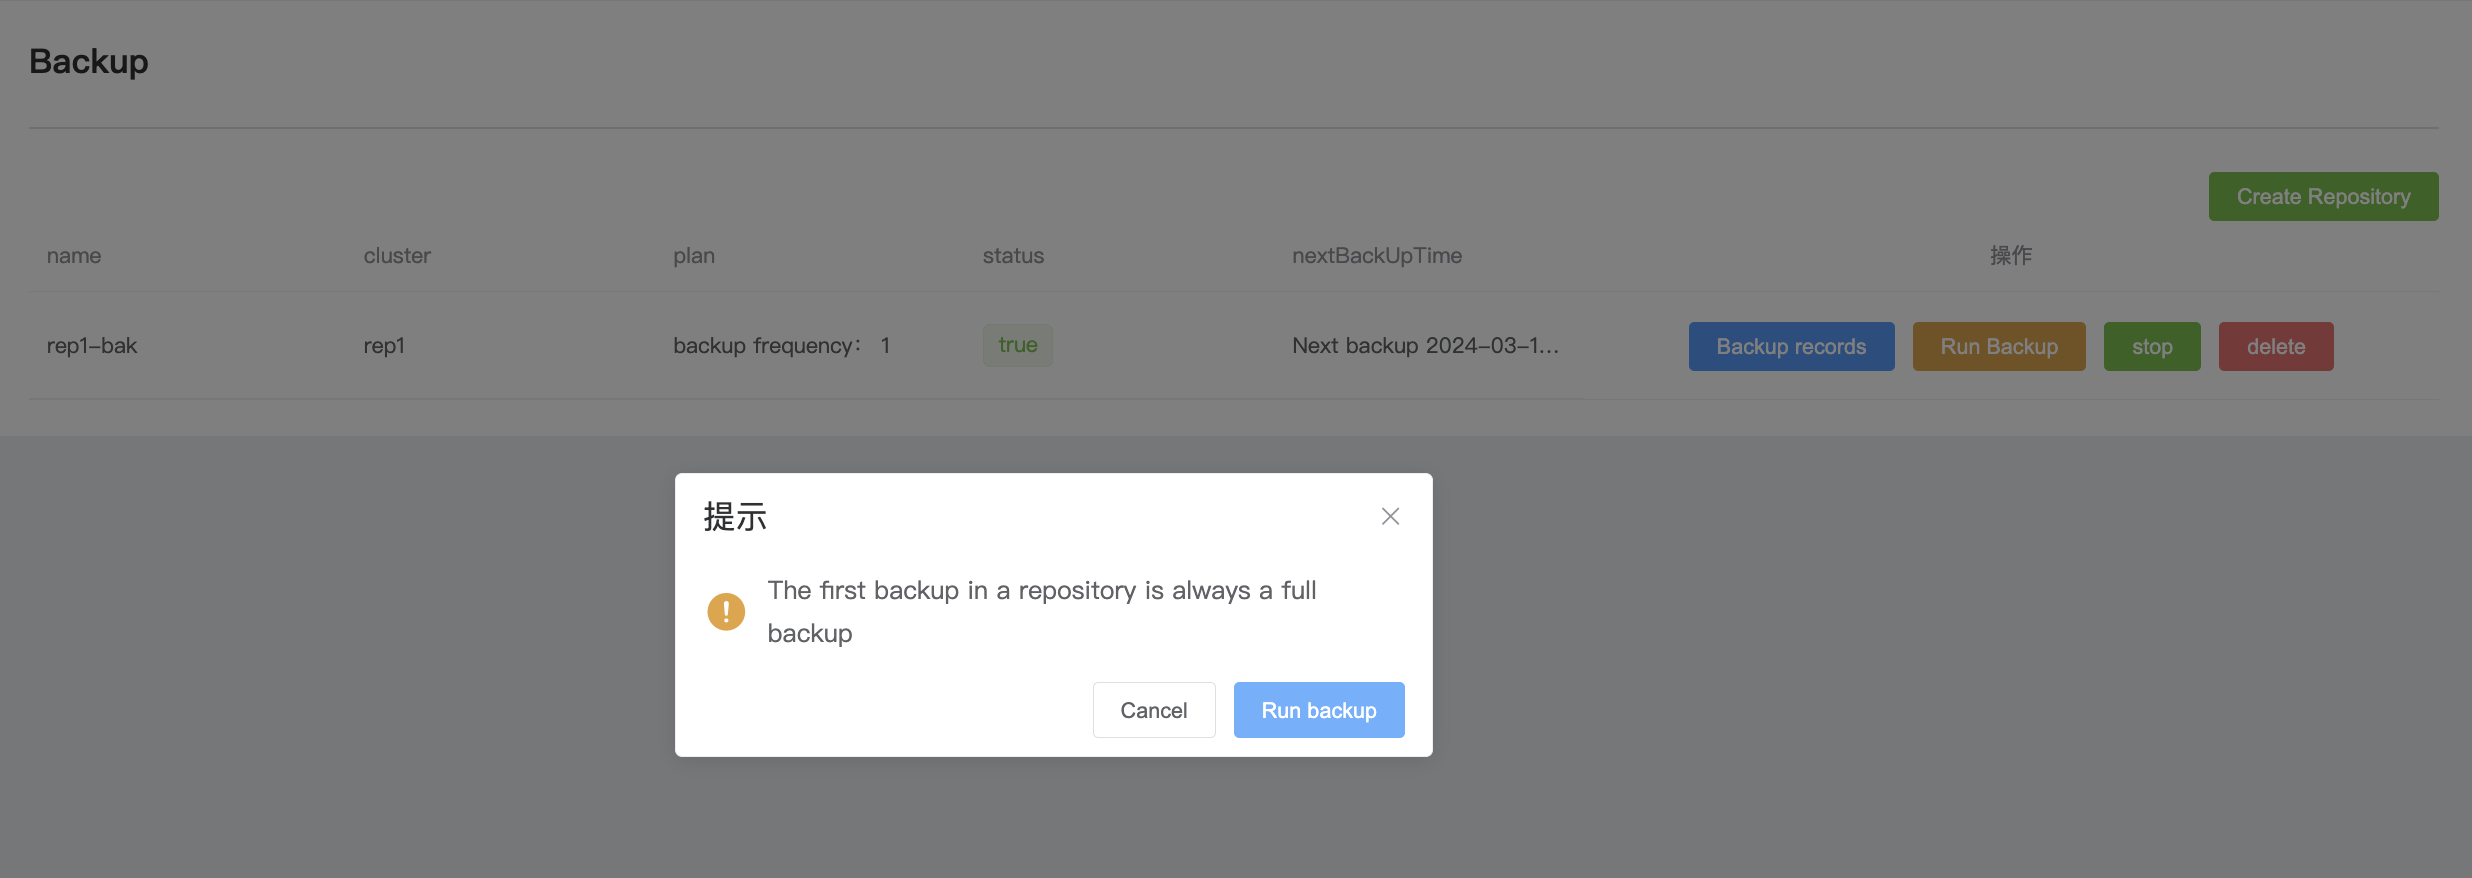 Backup
Create Repository
name cluster plan status nextBackUpTime 操作
rep1-bak rep1 backup frequency： 1 true Next backup 2024-03-1... Backup records Run Backup stop delete
提示
The first backup in a repository is always a full
backup
Cancel Run backup